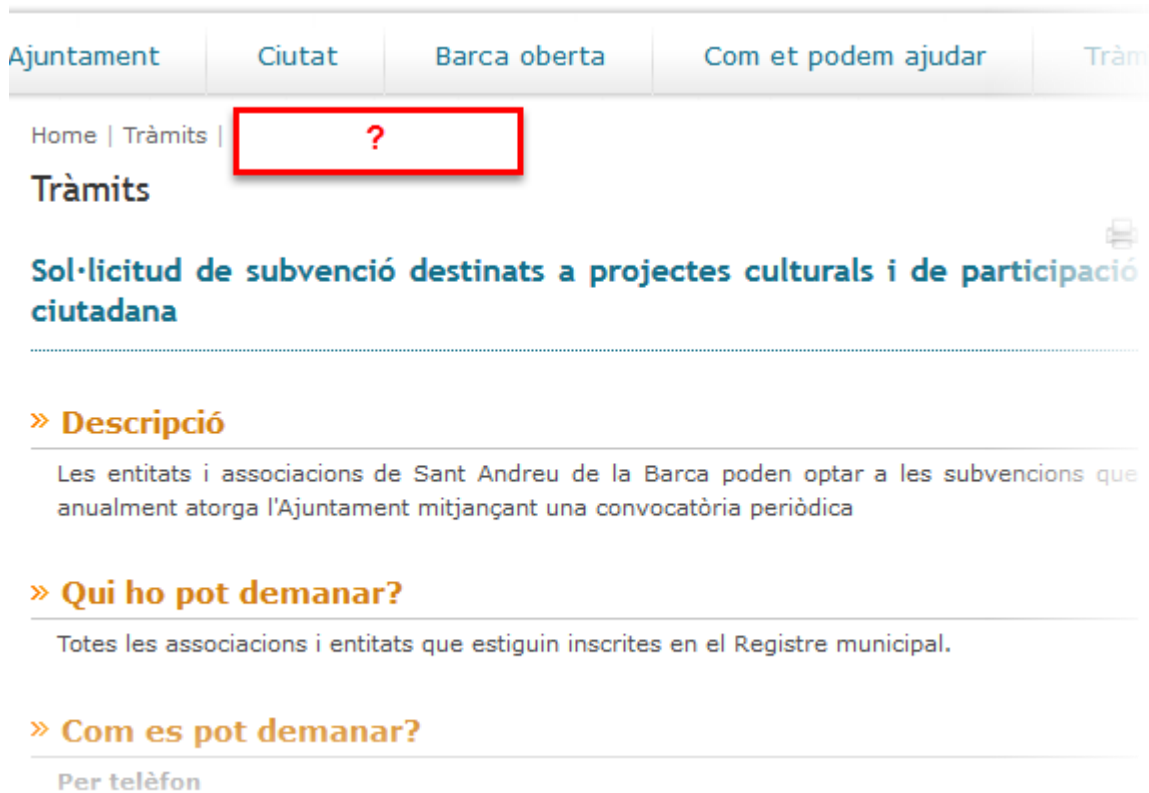 Ajuntament Ciutat Barca oberta Com et podem ajudar Tràm
Home | Tràmits | ?
Tràmits
Sol·licitud de subvenció destinats a projectes culturals i de participació
ciutadana
» Descripció
Les entitats i associacions de Sant Andreu de la Barca poden optar a les subvencions que
anualment atorga l'Ajuntament mitjançant una convocatòria periòdica
» Qui ho pot demanar?
Totes les associacions i entitats que estiguin inscrites en el Registre municipal.
» Com es pot demanar?
Per telèfon